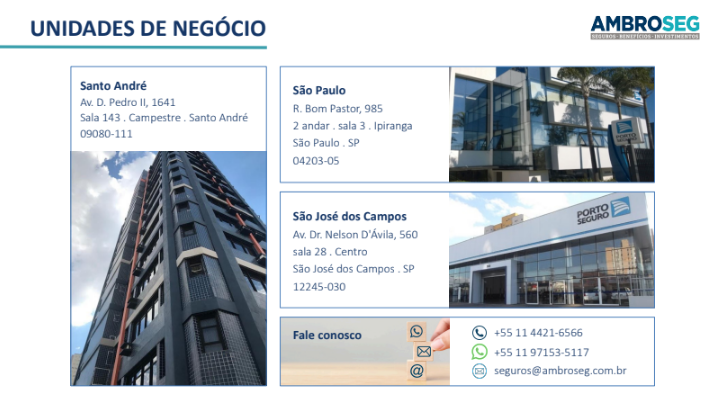 UNIDADES DE NEGÓCIO
AMBROSEG
SEGUROS BENEFÍCIOS INVESTIMENTOS
Santo André
Av. D. Pedro II, 1641
Sala 143 . Campestre . Santo André
09080-111
São Paulo
R. Bom Pastor, 985
2 andar . sala 3 . Ipiranga
São Paulo . SP
04203-05
PORTO
SEGURO
São José dos Campos
Av. Dr. Nelson D'Ávila, 560
sala 28 . Centro
São José dos Campos . SP
12245-030
PORTO
SEGURO
Fale conosco
@
+55 11 4421-6566
+55 11 97153-5117
seguros@ambroseg.com.br